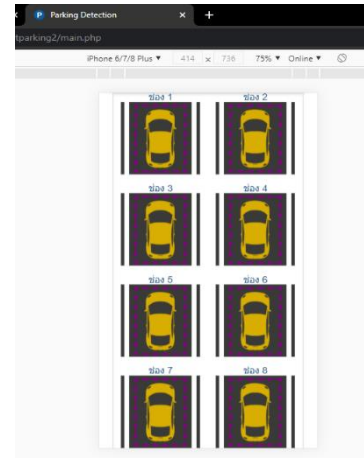 Parking Detection
tparking2/main.php
iPhone 6/7/8 Plus ▼ 414 x 736 75% ▼ Online ▼
ช่อง 1 ช่อง 2
ช่อง 3 ช่อง 4
ช่อง 5 ช่อง 6
ช่อง 7 ช่อง 8